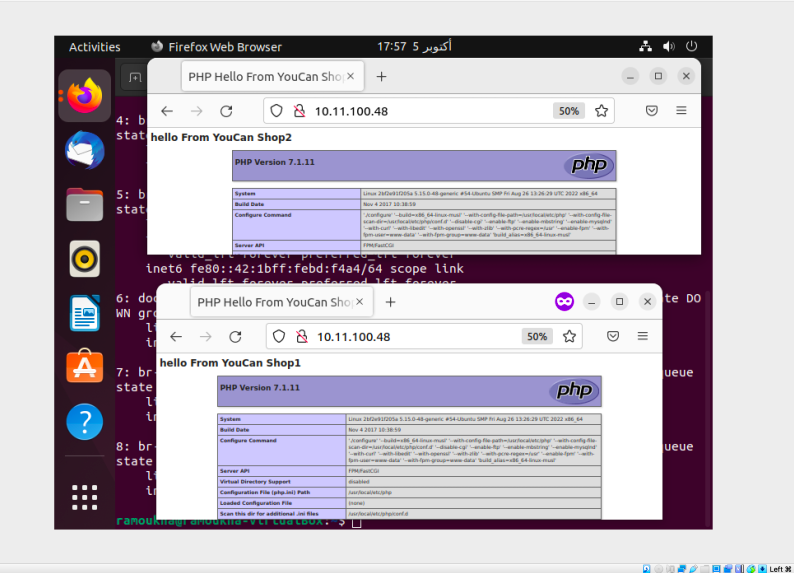 Activities
Firefox Web Browser
17:57 5 أكتوبر
PHP Hello From YouCan Shop
10.11.100.48
50%
4: b
stat
hello From YouCan Shop2
PHP Version 7.1.11
php
System Linux 2bf2e91f205a 5.15.0-48-generic #54-Ubuntu SMP Fri Aug 26 13:26:29 UTC 2022 x86_64
Build Date Nov 4 2017 10:38:59
Configure Command './configure' '--build=x86_64-linux-musl' '--with-config-file-path=/usr/local/etc/php' '--with-config-file-
scan-dir=/usr/local/etc/php/conf.d' '--disable-cgi' '--enable-ftp' '--enable-mbstring' '--enable-mysqlnd'
'--with-curl' '--with-libedit' '--with-openssl' '--with-zlib' '--with-pcre-regex=/usr' '--enable-fpm' '--with-
fpm-user=www-data' '--with-fpm-group=www-data' 'build_alias=x86_64-linux-musl'
Server API FPM/FastCGI
5: b
stat
valid_lft forever preferred_lft forever
inet6 fe80::42:1bff:febd:f4a4/64 scope link
valid_lft forever preferred_lft forever
6: do
te DO
WN gro
PHP Hello From YouCan Shop
10.11.100.48
50%
hello From YouCan Shop1
PHP Version 7.1.11
php
System Linux 2bf2e91f205a 5.15.0-48-generic #54-Ubuntu SMP Fri Aug 26 13:26:29 UTC 2022 x86_64
Build Date Nov 4 2017 10:38:59
Configure Command './configure' '--build=x86_64-linux-musl' '--with-config-file-path=/usr/local/etc/php' '--with-config-file-
scan-dir=/usr/local/etc/php/conf.d' '--disable-cgi' '--enable-ftp' '--enable-mbstring' '--enable-mysqlnd'
'--with-curl' '--with-libedit' '--with-openssl' '--with-zlib' '--with-pcre-regex=/usr' '--enable-fpm' '--with-
fpm-user=www-data' '--with-fpm-group=www-data' 'build_alias=x86_64-linux-musl'
Server API FPM/FastCGI
Virtual Directory Support disabled
Configuration File (php.ini) Path /usr/local/etc/php
Loaded Configuration File (none)
Scan this dir for additional .ini files /usr/local/etc/php/conf.d
7: br
ueue
state
8: br
ueue
state
ramoukha@ramoukha-VirtualBox:~$
Left ⌘